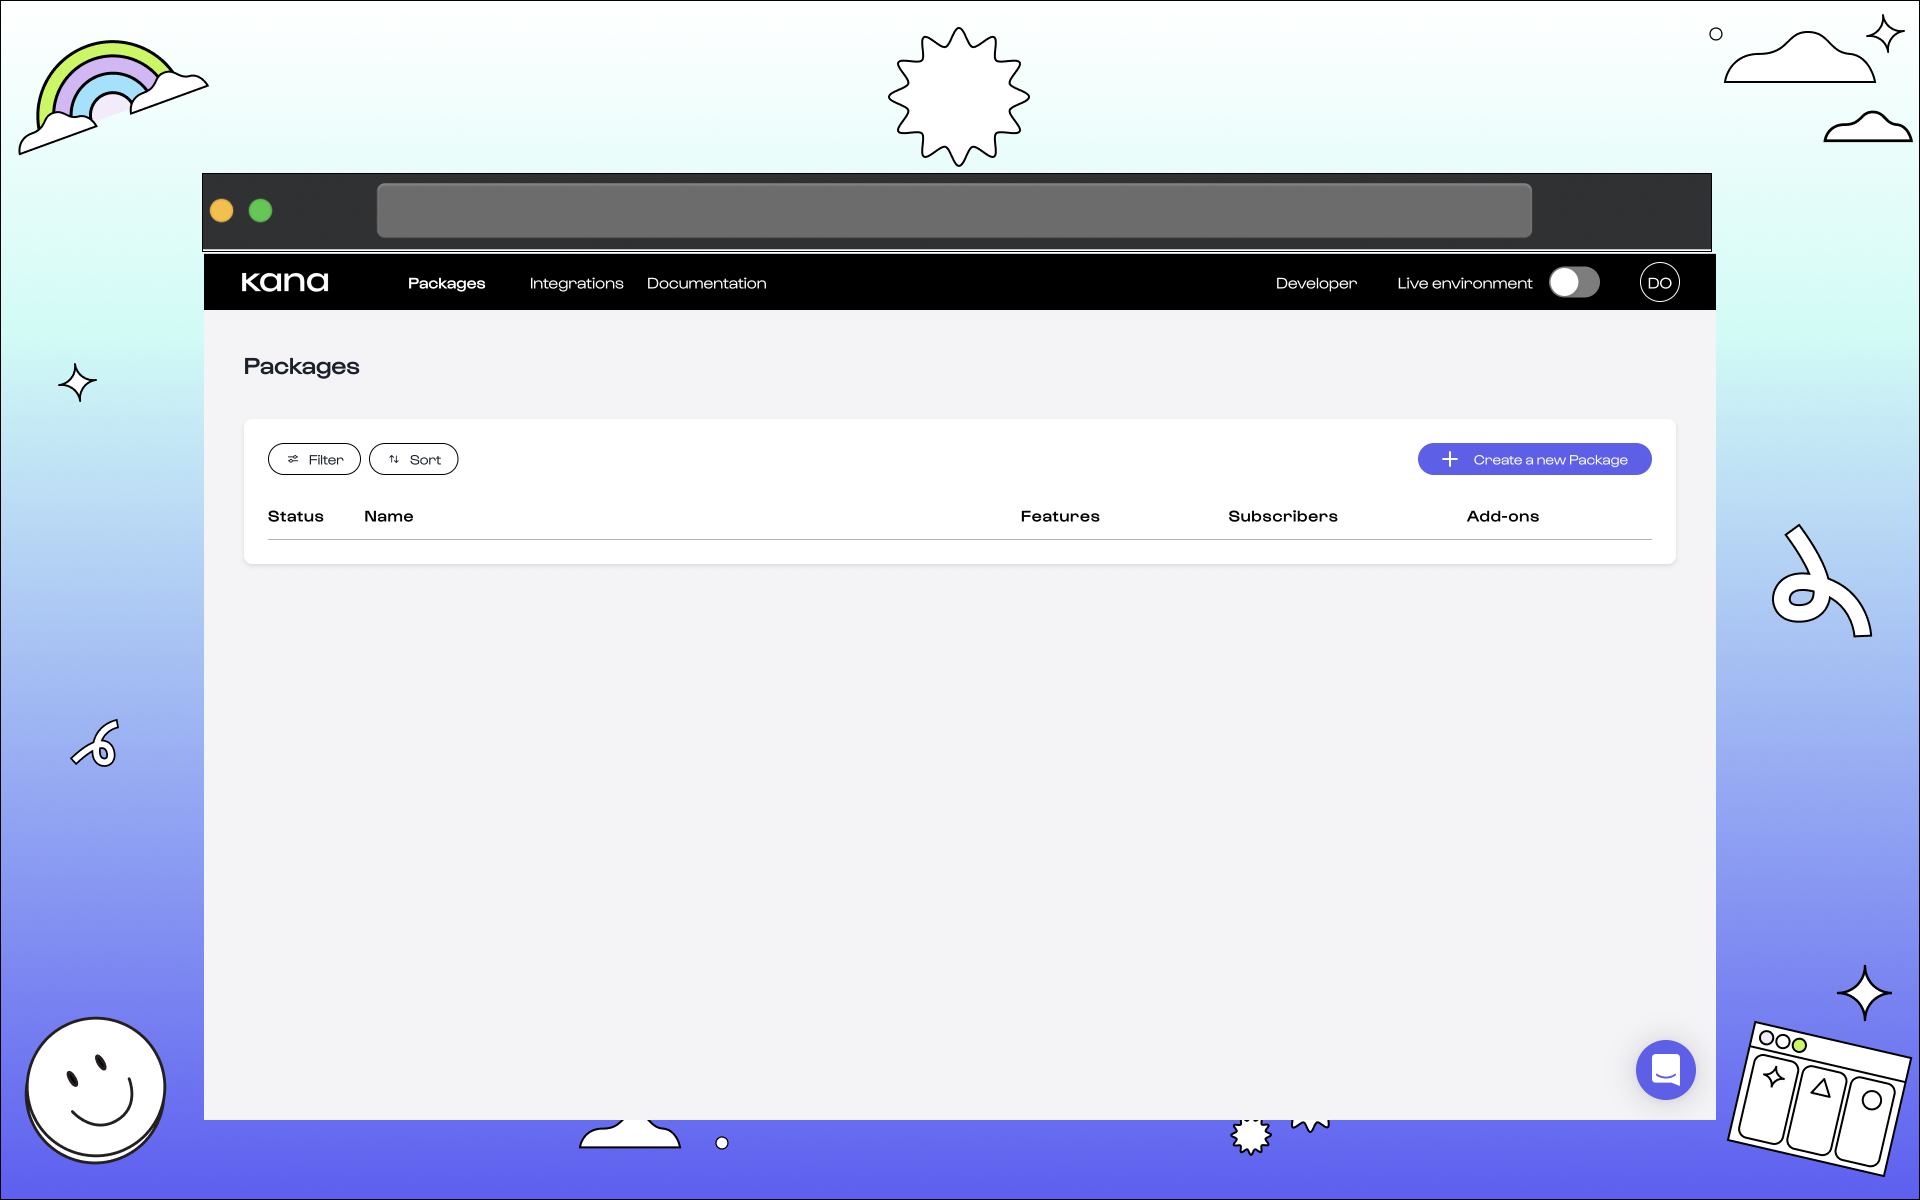 kana Packages Integrations Documentation Developer Live environment DO
Packages
Filter Sort Create a new Package
Status Name Features Subscribers Add-ons